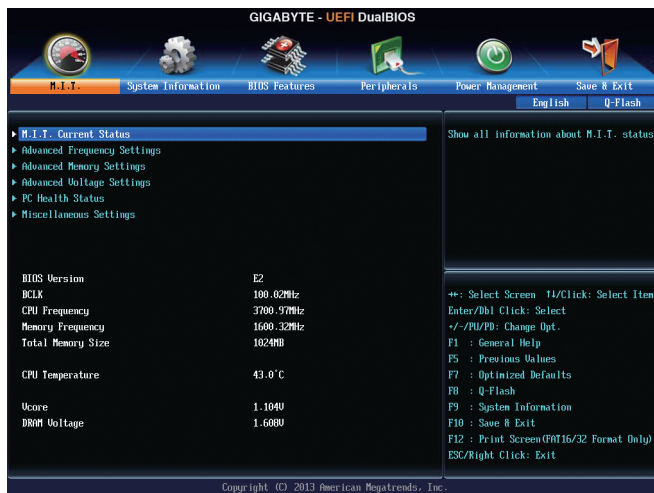 GIGABYTE - UEFI DualBIOS
M.I.T. System Information BIOS Features Peripherals Power Management Save & Exit
English Q-Flash
M.I.T. Current Status
Advanced Frequency Settings
Advanced Memory Settings
Advanced Voltage Settings
PC Health Status
Miscellaneous Settings
Show all information about M.I.T. status
BIOS Version E2
BCLK 100.02MHz
CPU Frequency 3700.97MHz
Memory Frequency 1600.32MHz
Total Memory Size 1024MB
CPU Temperature 43.0°C
Vcore 1.104V
DRAM Voltage 1.608V
→←: Select Screen ↑↓/Click: Select Item
Enter/Dbl Click: Select
+/-/PU/PD: Change Opt.
F1 : General Help
F5 : Previous Values
F7 : Optimized Defaults
F8 : Q-Flash
F9 : System Information
F10 : Save & Exit
F12 : Print Screen(FAT16/32 Format Only)
ESC/Right Click: Exit
Copyright (C) 2013 American Megatrends, Inc.